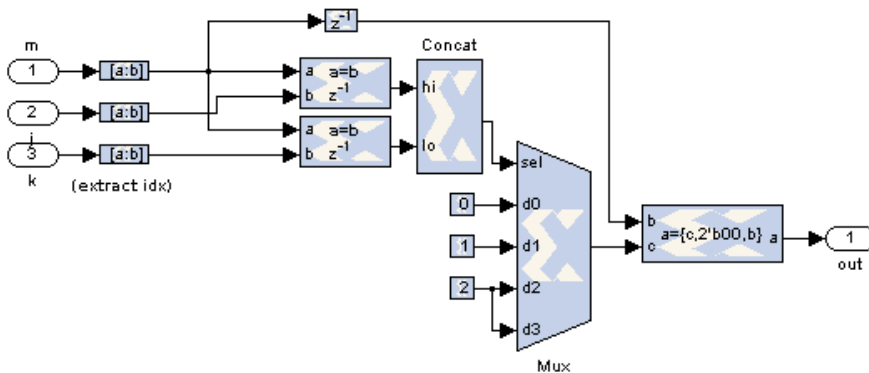 z⁻¹
m
1
[a:b]
a
a=b
b
z⁻¹
Concat
hi
lo
2
[a:b]
j
a
a=b
b
z⁻¹
3
[a:b]
k
(extract idx)
sel
0
d0
1
d1
2
d2
d3
Mux
b
c
a={c,2'b00,b}
a
1
out